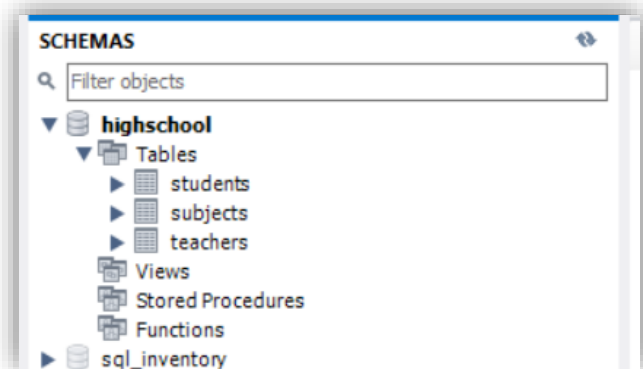 SCHEMAS
Filter objects
highschool
Tables
students
subjects
teachers
Views
Stored Procedures
Functions
sql_inventory